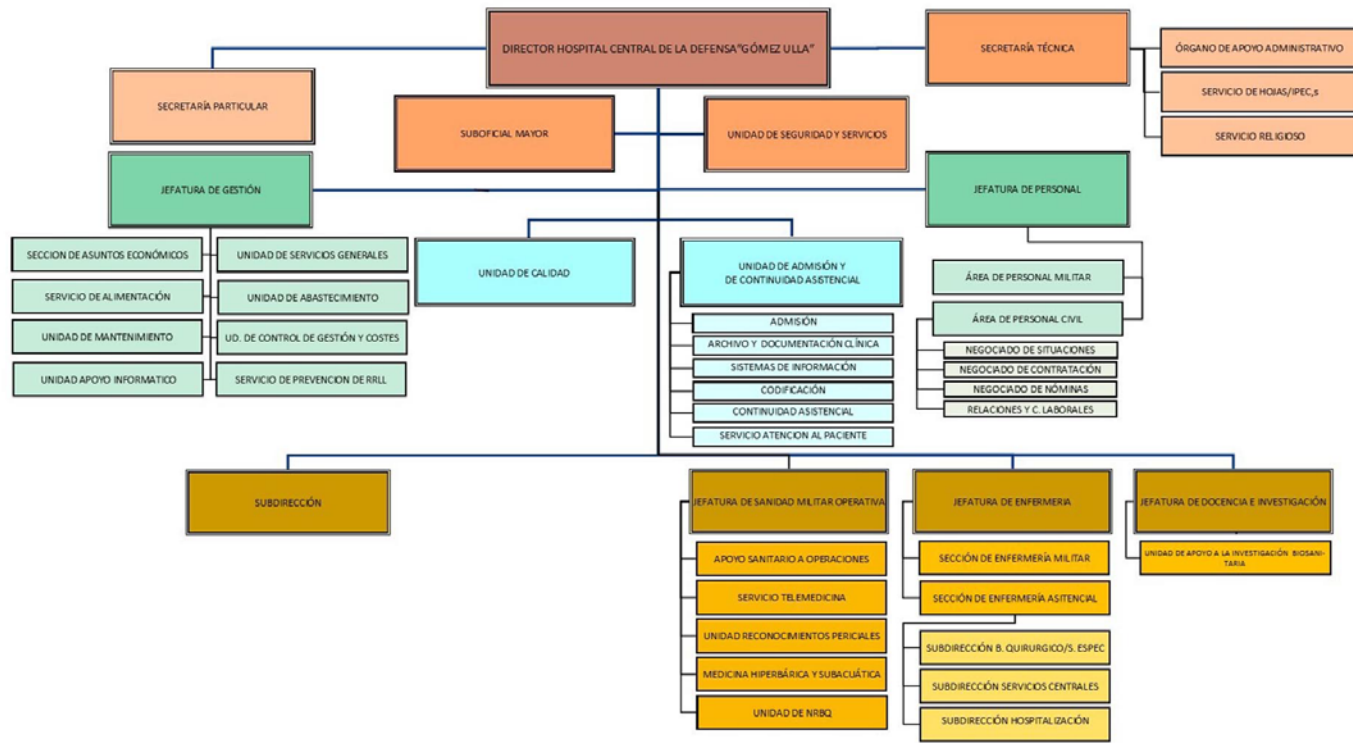 DIRECTOR HOSPITAL CENTRAL DE LA DEFENSA"GÓMEZ ULLA"
SECRETARÍA TÉCNICA
ÓRGANO DE APOYO ADMINISTRATIVO
SERVICIO DE HOJAS/IPEC,s
SERVICIO RELIGIOSO
SECRETARÍA PARTICULAR
SUBOFICIAL MAYOR
UNIDAD DE SEGURIDAD Y SERVICIOS
JEFATURA DE GESTIÓN
JEFATURA DE PERSONAL
SECCION DE ASUNTOS ECONÓMICOS
UNIDAD DE SERVICIOS GENERALES
SERVICIO DE ALIMENTACIÓN
UNIDAD DE ABASTECIMIENTO
UNIDAD DE MANTENIMIENTO
UD. DE CONTROL DE GESTIÓN Y COSTES
UNIDAD APOYO INFORMATICO
SERVICIO DE PREVENCION DE RRLL
UNIDAD DE CALIDAD
UNIDAD DE ADMISIÓN Y
DE CONTINUIDAD ASISTENCIAL
ADMISIÓN
ARCHIVO Y DOCUMENTACIÓN CLÍNICA
SISTEMAS DE INFORMACIÓN
CODIFICACIÓN
CONTINUIDAD ASISTENCIAL
SERVICIO ATENCION AL PACIENTE
ÁREA DE PERSONAL MILITAR
ÁREA DE PERSONAL CIVIL
NEGOCIADO DE SITUACIONES
NEGOCIADO DE CONTRATACIÓN
NEGOCIADO DE NÓMINAS
RELACIONES Y C. LABORALES
SUBDIRECCIÓN
JEFATURA DE SANIDAD MILITAR OPERATIVA
APOYO SANITARIO A OPERACIONES
SERVICIO TELEMEDICINA
UNIDAD RECONOCIMIENTOS PERICIALES
MEDICINA HIPERBÁRICA Y SUBACUÁTICA
UNIDAD DE NRBQ
JEFATURA DE ENFERMERIA
SECCIÓN DE ENFERMERÍA MILITAR
SECCIÓN DE ENFERMERÍA ASITENCIAL
SUBDIRECCIÓN B. QUIRURGICO/S. ESPEC
SUBDIRECCIÓN SERVICIOS CENTRALES
SUBDIRECCIÓN HOSPITALIZACIÓN
JEFATURA DE DOCENCIA E INVESTIGACIÓN
UNIDAD DE APOYO A LA INVESTIGACIÓN BIOSANI-
TARIA